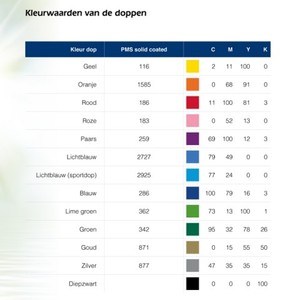 Kleurwaarden van de doppen
Kleur dop PMS solid coated C M Y K
Geel 116 2 11 100 0
Oranje 1585 0 68 91 0
Rood 186 11 100 81 3
Roze 183 0 52 13 0
Paars 259 69 100 12 3
Lichtblauw 2727 79 49 0 0
Lichtblauw (sportdop) 2925 77 24 0 0
Blauw 286 100 79 16 3
Lime groen 362 73 13 100 1
Groen 342 95 32 78 26
Goud 871 0 15 55 50
Zilver 877 47 35 35 15
Diepzwart 0 0 0 100